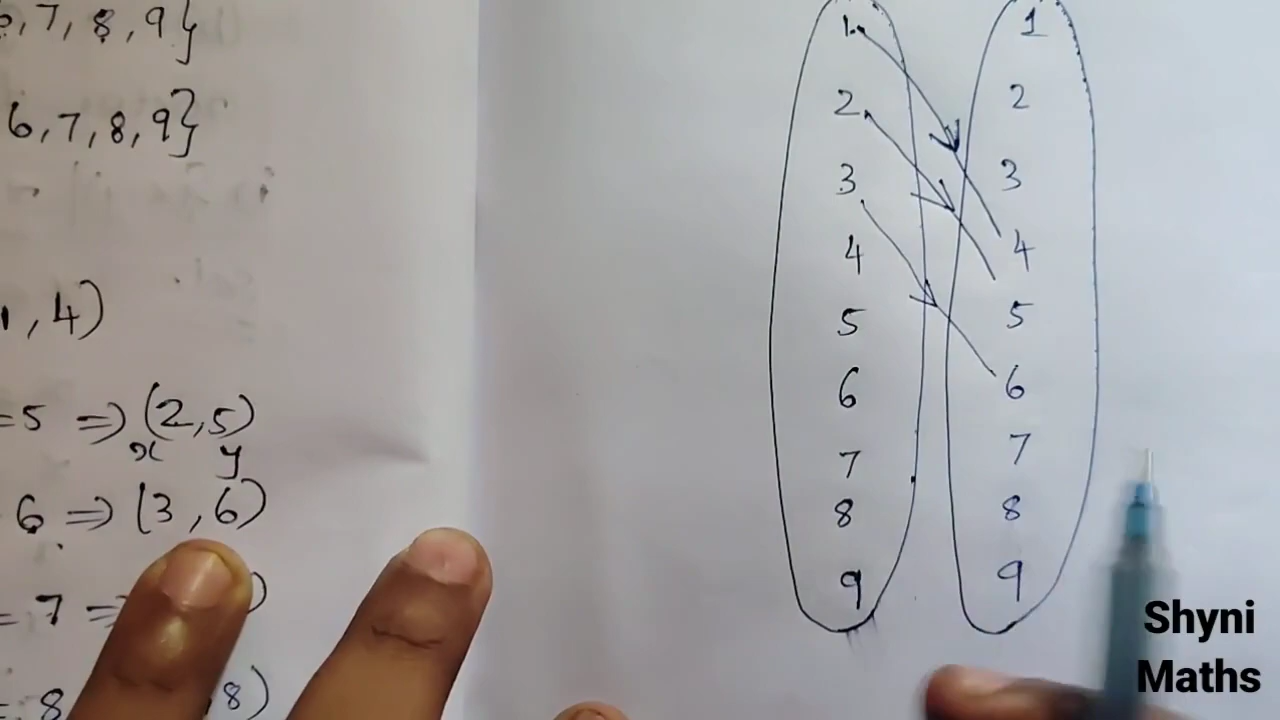 6,7,8,9}
6,7,8,9}
,4)
=5 ⇒ (2,5)
x y
6 ⇒ (3,6)
= 7 ⇒ )
= 8 8)
1 1
2 2
3 3
4 4
5 5
6 6
7 7
8 8
9 9
Shyni
Maths